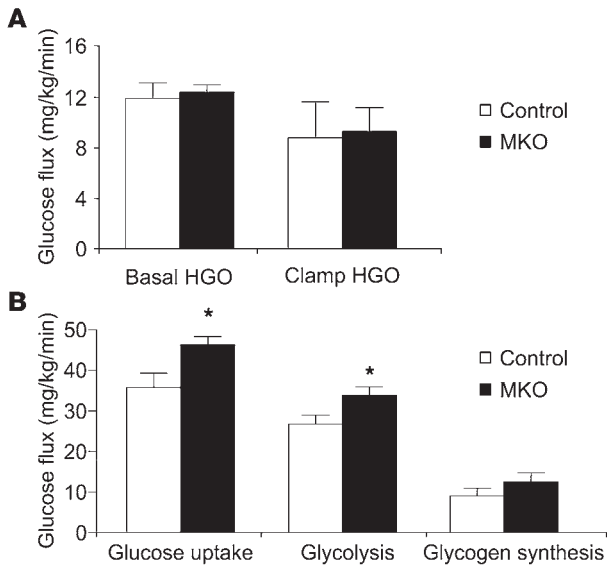 A
Glucose flux (mg/kg/min)
16
12
8
4
0
Basal HGO
Clamp HGO
Control
MKO
B
Glucose flux (mg/kg/min)
50
40
30
20
10
0
*
*
Glucose uptake
Glycolysis
Glycogen synthesis
Control
MKO